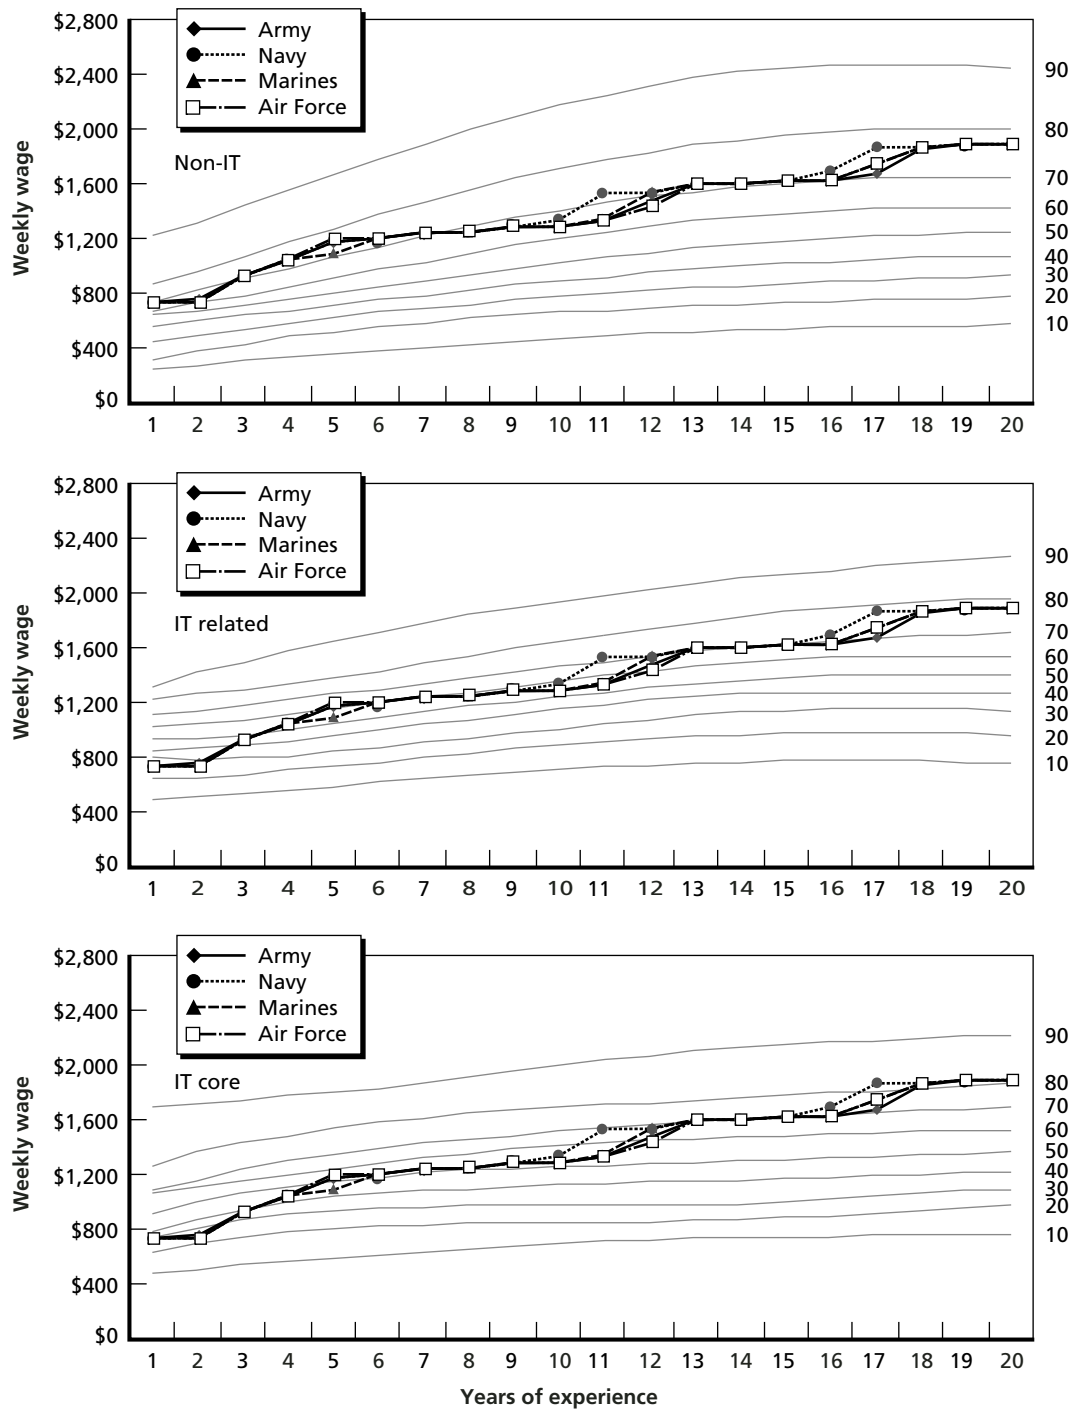 $2,800
$2,400
$2,000
$1,600
$1,200
$800
$400
$0
Weekly wage
Army
Navy
Marines
Air Force
Non-IT
90
80
70
60
50
40
30
20
10
1 2 3 4 5 6 7 8 9 10 11 12 13 14 15 16 17 18 19 20
$2,800
$2,400
$2,000
$1,600
$1,200
$800
$400
$0
Weekly wage
Army
Navy
Marines
Air Force
IT related
90
80
70
60
50
40
30
20
10
1 2 3 4 5 6 7 8 9 10 11 12 13 14 15 16 17 18 19 20
$2,800
$2,400
$2,000
$1,600
$1,200
$800
$400
$0
Weekly wage
Army
Navy
Marines
Air Force
IT core
90
80
70
60
50
40
30
20
10
1 2 3 4 5 6 7 8 9 10 11 12 13 14 15 16 17 18 19 20
Years of experience